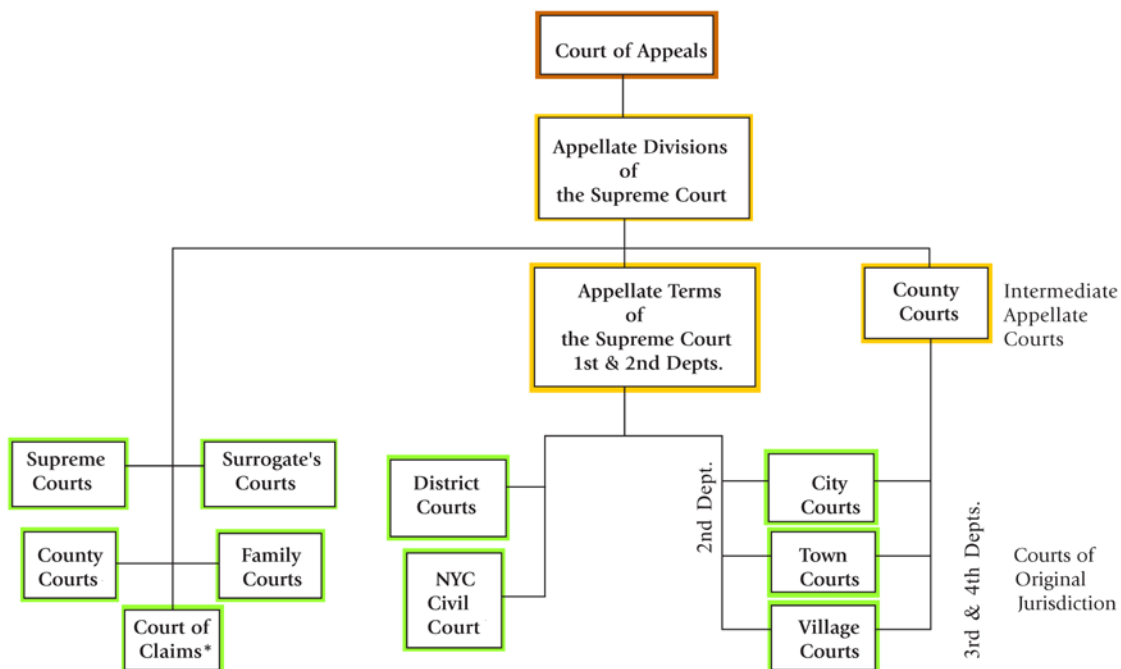 Court of Appeals
Appellate Divisions
of
the Supreme Court
Appellate Terms
of
the Supreme Court
1st & 2nd Depts.
County
Courts
Intermediate
Appellate
Courts
Supreme
Courts
Surrogate's
Courts
County
Courts
Family
Courts
Court of
Claims*
District
Courts
NYC
Civil
Court
2nd Dept.
City
Courts
Town
Courts
Village
Courts
3rd & 4th Depts.
Courts of
Original
Jurisdiction